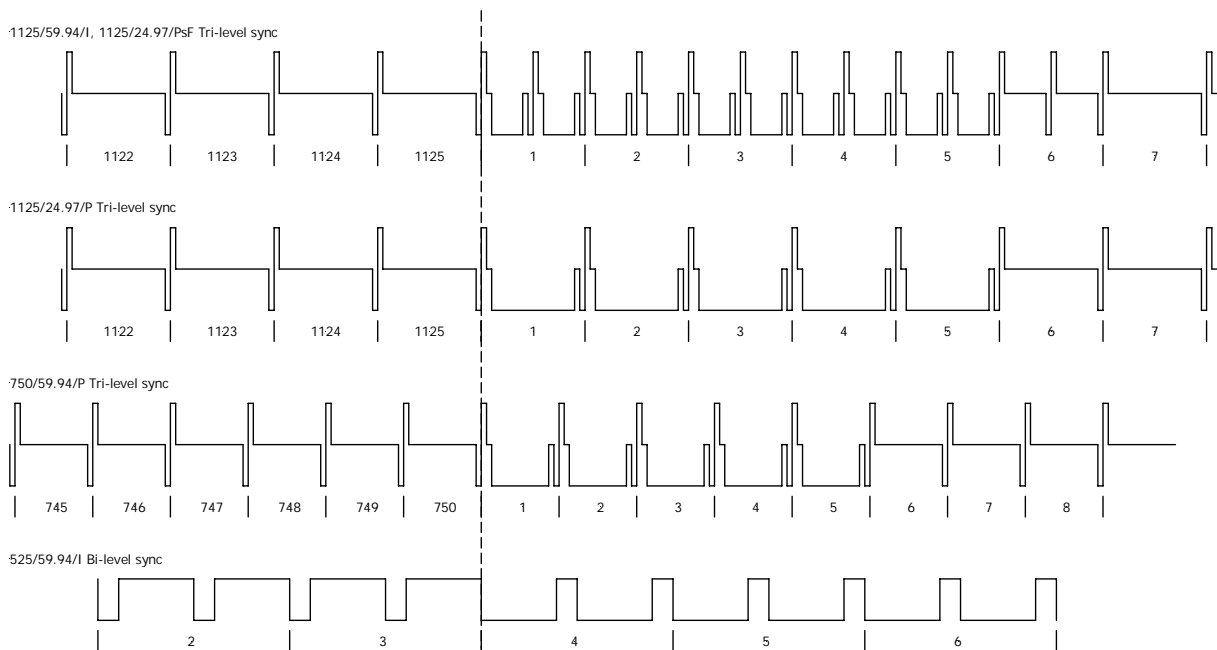 1125/59.94/I, 1125/24.97/PsF Tri-level sync
1122 1123 1124 1125 1 2 3 4 5 6 7
1125/24.97/P Tri-level sync
1122 1123 1124 1125 1 2 3 4 5 6 7
750/59.94/P Tri-level sync
745 746 747 748 749 750 1 2 3 4 5 6 7 8
525/59.94/I Bi-level sync
2 3 4 5 6